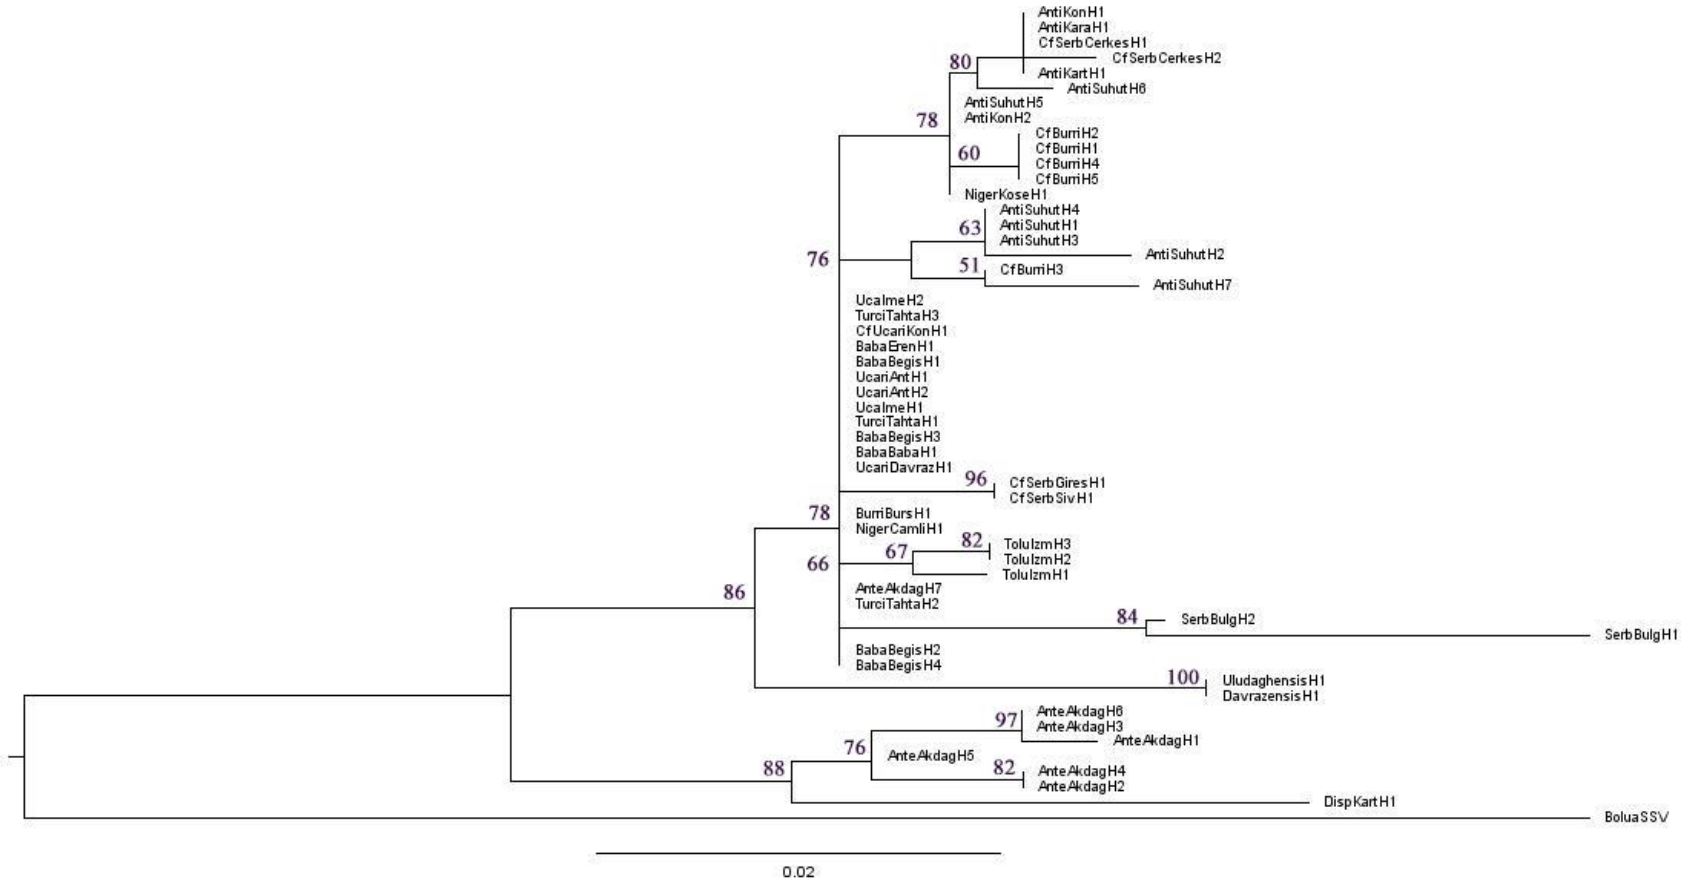 AntiKonH1
AntiKaraH1
CfSerbCerkesH1
80
CfSerbCerkesH2
AntiKartH1
AntiSuhutH6
AntiSuhutH5
78
AntiKonH2
CfBurriH2
CfBurriH1
60
CfBurriH4
CfBurriH5
NigerKoseH1
AntiSuhutH4
63
AntiSuhutH1
AntiSuhutH3
76
AntiSuhutH2
51
CfBurriH3
AntiSuhutH7
UcaImeH2
TurciTahtaH3
CfUcariKonH1
BabaErenH1
BabaBegisH1
UcariAntH1
UcariAntH2
UcaImeH1
TurciTahtaH1
BabaBegisH3
BabaBabaH1
UcariDavrazH1
96
CfSerbGiresH1
CfSerbSivH1
78
BurriBursH1
NigerCamliH1
82
ToluIzmH3
67
ToluIzmH2
66
ToluIzmH1
86
AnteAkdagH7
TurciTahtaH2
84
SerbBulgH2
SerbBulgH1
BabaBegisH2
BabaBegisH4
100
UludaghensisH1
DavrazensisH1
AnteAkdagH6
97
AnteAkdagH3
AnteAkdagH1
76
AnteAkdagH5
88
82
AnteAkdagH4
AnteAkdagH2
DispKartH1
BoluaSSV
0.02